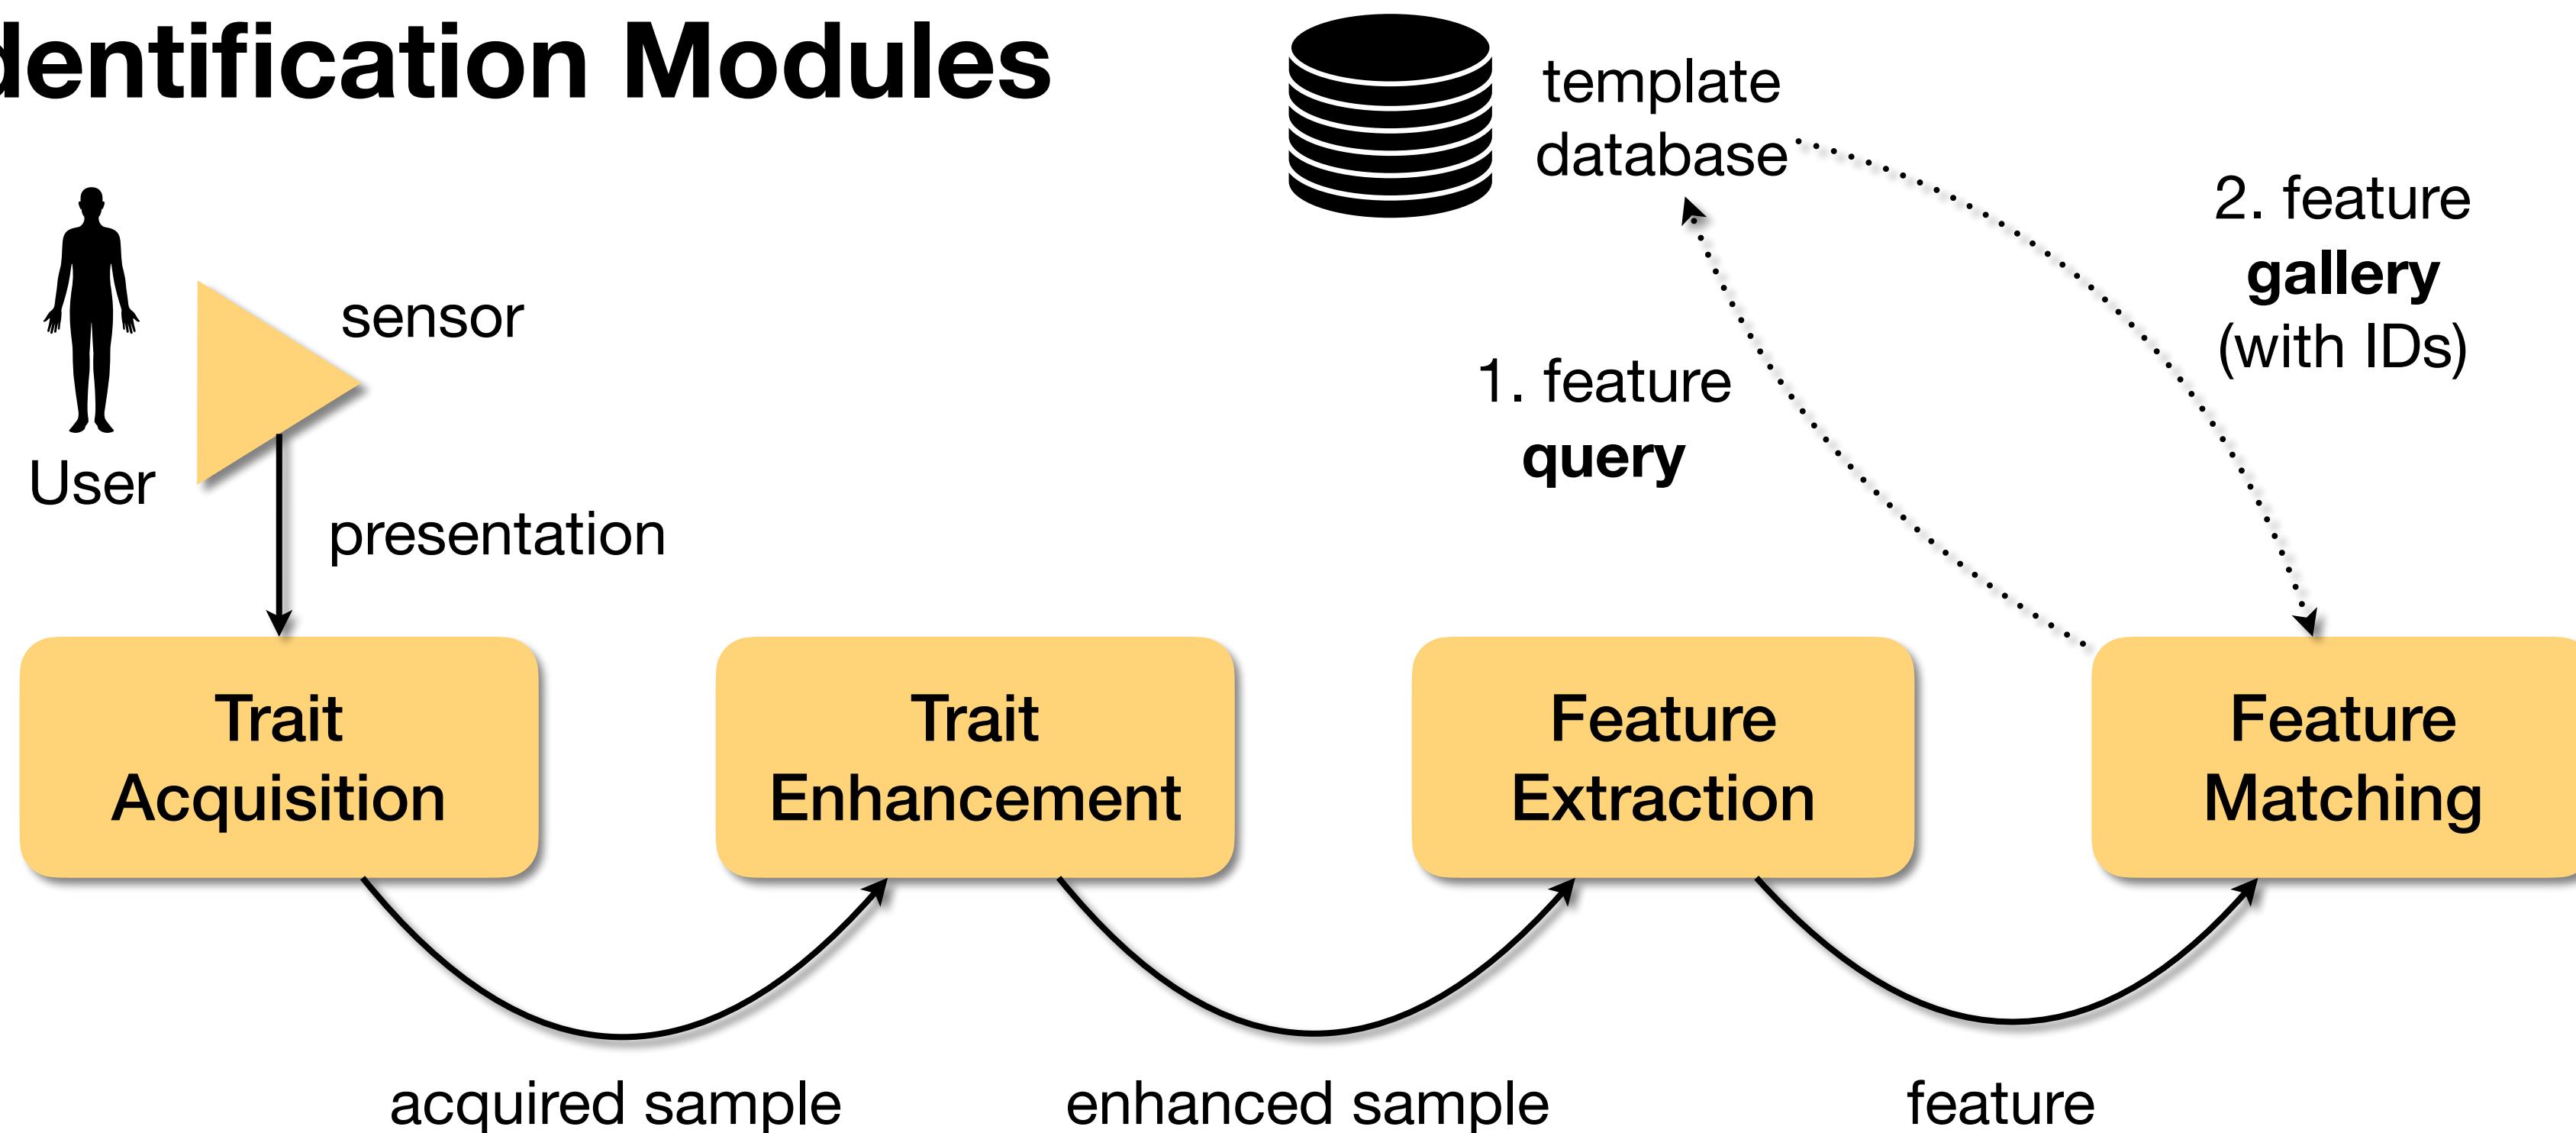 dentification Modules
template
database
2. feature
gallery
(with IDs)
sensor
1. feature
query
User
presentation
Trait
Acquisition
Trait
Enhancement
Feature
Extraction
Feature
Matching
acquired sample
enhanced sample
feature